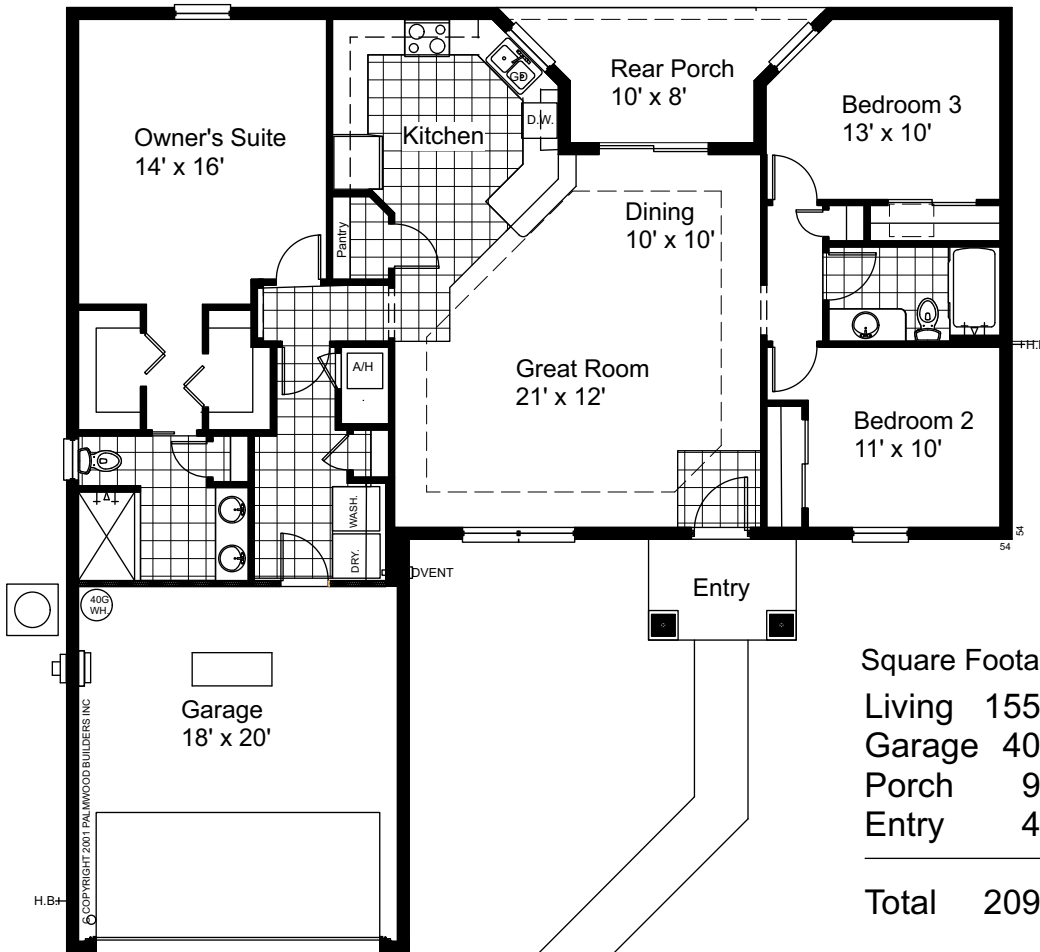 Rear Porch
10' x 8'
Bedroom 3
13' x 10'
Owner's Suite
14' x 16'
Kitchen
GD
D.W.
Pantry
Dining
10' x 10'
A/H
Great Room
21' x 12'
Bedroom 2
11' x 10'
WASH.
DRY.
54
54
DVENT
Entry
40G
WH.
Garage
18' x 20'
© COPYRIGHT 2001 PALMWOOD BUILDERS INC
H.B.
Square Foota
Living 155
Garage 40
Porch 9
Entry 4
Total 209